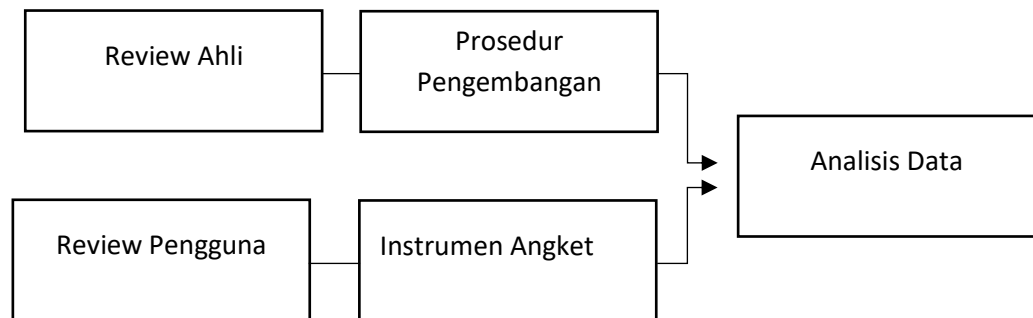 Review Ahli
Prosedur
Pengembangan
Analisis Data
Review Pengguna
Instrumen Angket